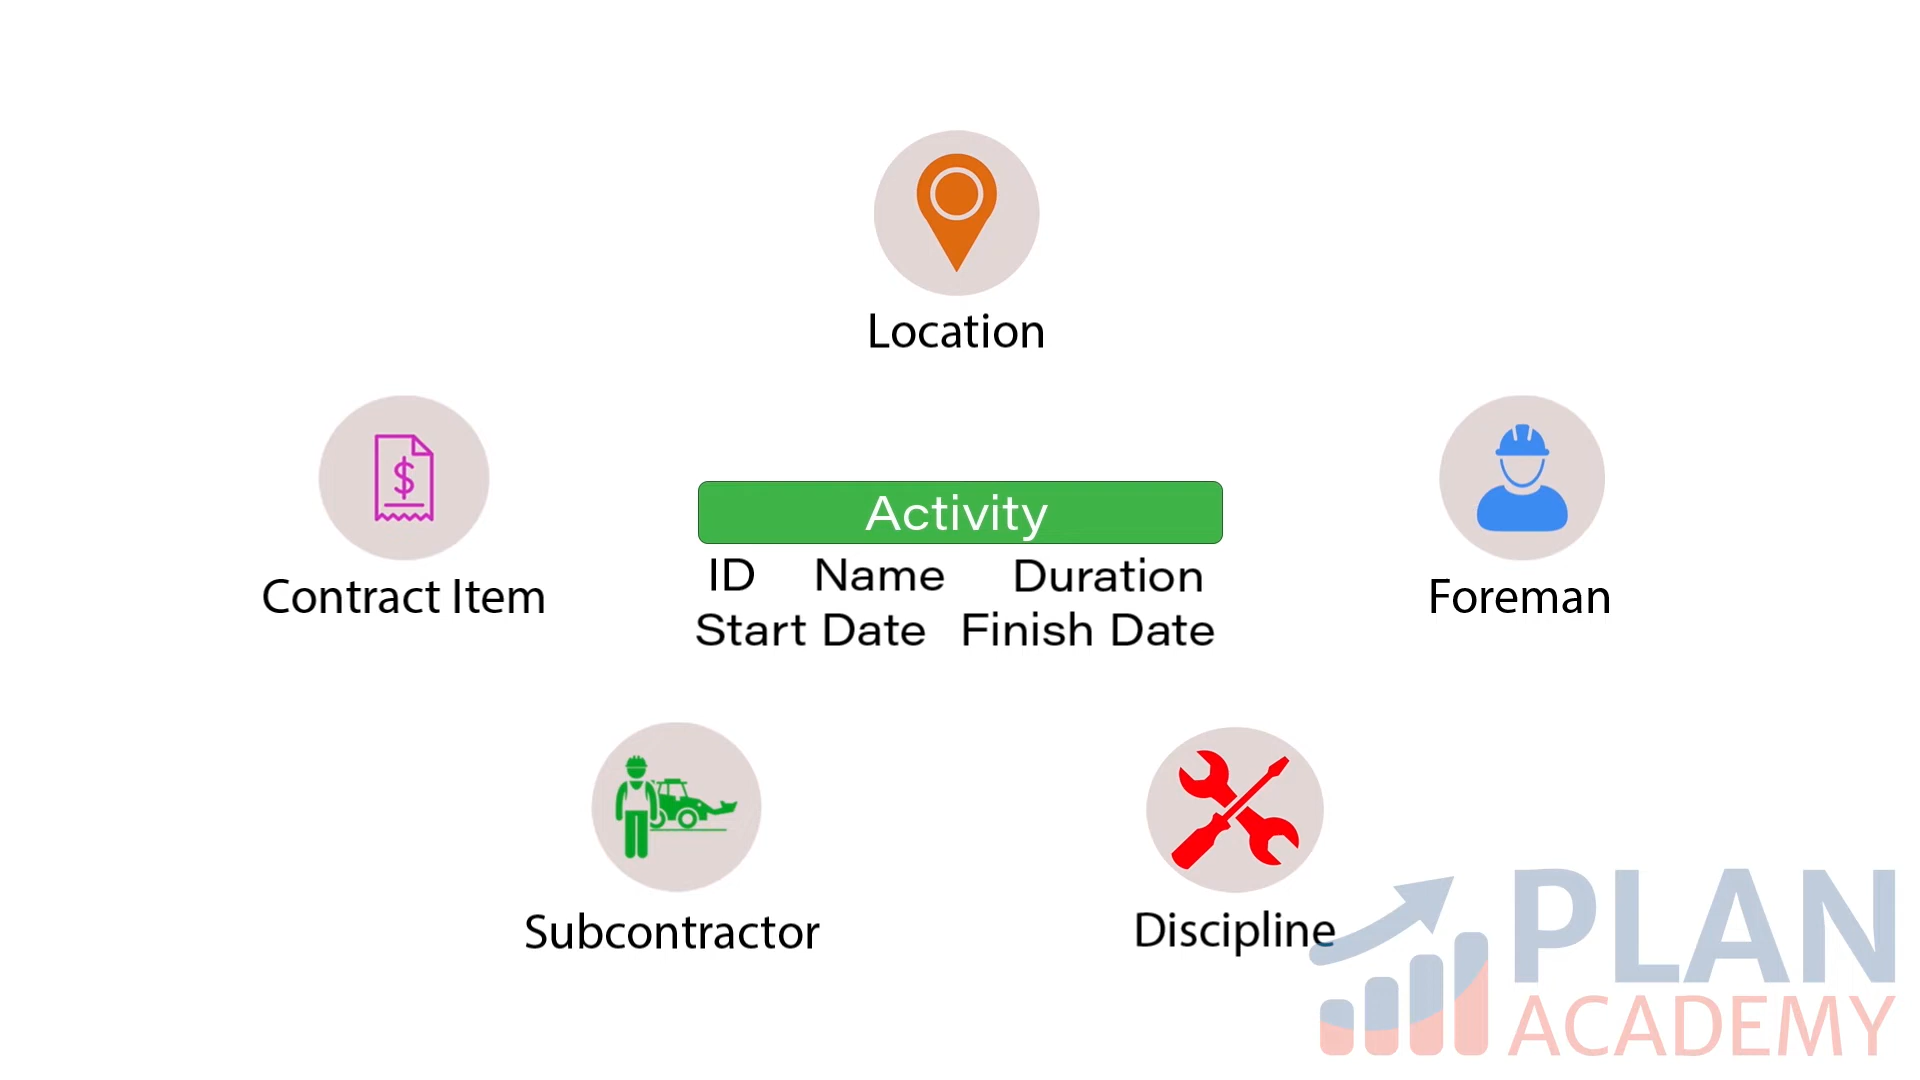 Location
Contract Item
$
Activity
ID Name Duration
Start Date Finish Date
Foreman
Subcontractor
Discipline
PLAN
ACADEMY